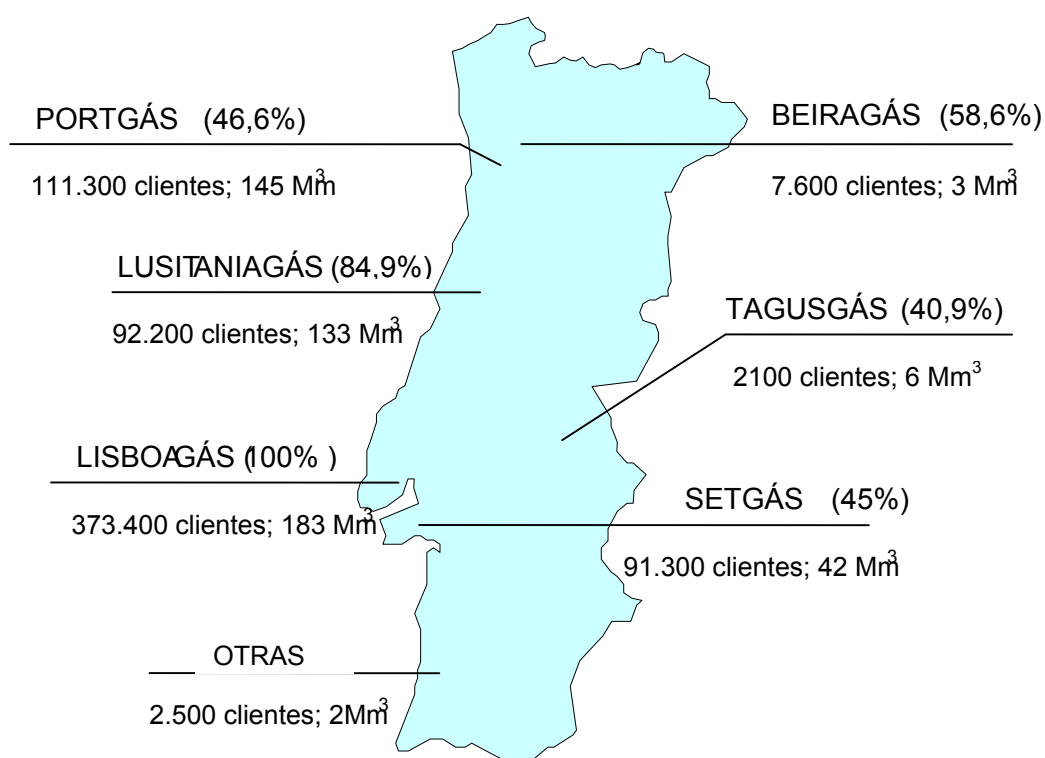 PORTGÁS (46,6%)
111.300 clientes; 145 Mm³
BEIRAGÁS (58,6%)
7.600 clientes; 3 Mm³
LUSITANIAGÁS (84,9%)
92.200 clientes; 133 Mm³
TAGUSGÁS (40,9%)
2100 clientes; 6 Mm³
LISBOAGÁS (100% )
373.400 clientes; 183 Mm³
SETGÁS (45%)
91.300 clientes; 42 Mm³
OTRAS
2.500 clientes; 2Mm³